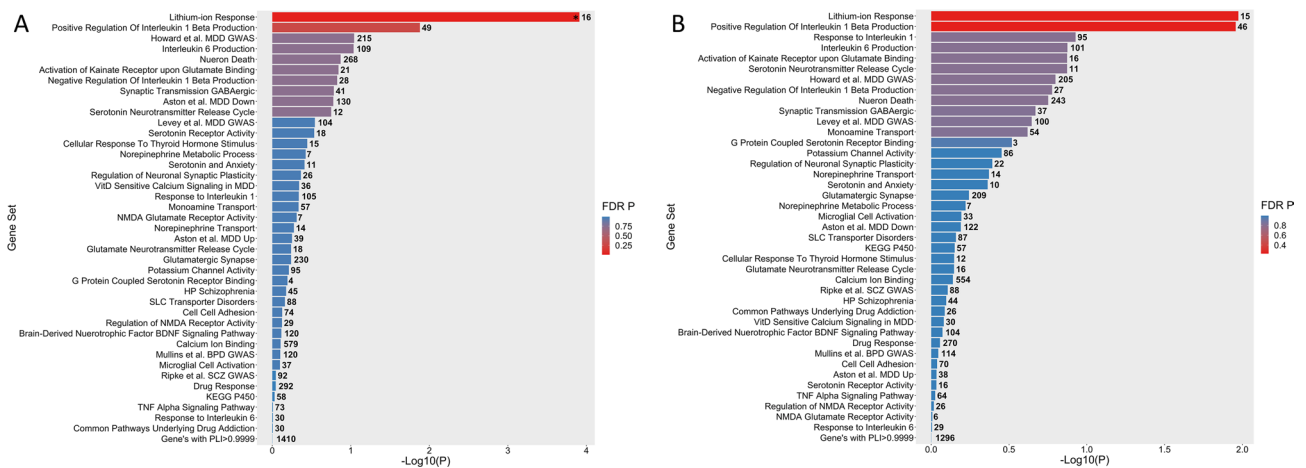 A
Gene Set
Lithium-ion Response * 16
Positive Regulation Of Interleukin 1 Beta Production 49
Howard et al. MDD GWAS 215
Interleukin 6 Production 109
Nueron Death 268
Activation of Kainate Receptor upon Glutamate Binding 21
Negative Regulation Of Interleukin 1 Beta Production 28
Synaptic Transmission GABAergic 41
Aston et al. MDD Down 130
Serotonin Neurotransmitter Release Cycle 12
Levey et al. MDD GWAS 104
Serotonin Receptor Activity 18
Cellular Response To Thyroid Hormone Stimulus 15
Norepinephrine Metabolic Process 7
Serotonin and Anxiety 11
Regulation of Neuronal Synaptic Plasticity 26
VitD Sensitive Calcium Signaling in MDD 36
Response to Interleukin 1 105
Monoamine Transport 57
NMDA Glutamate Receptor Activity 7
Norepinephrine Transport 14
Aston et al. MDD Up 39
Glutamate Neurotransmitter Release Cycle 18
Glutamatergic Synapse 230
Potassium Channel Activity 95
G Protein Coupled Serotonin Receptor Binding 4
HP Schizophrenia 45
SLC Transporter Disorders 88
Cell Cell Adhesion 74
Regulation of NMDA Receptor Activity 29
Brain-Derived Nuerotrophic Factor BDNF Signaling Pathway 120
Calcium Ion Binding 579
Mullins et al. BPD GWAS 120
Microglial Cell Activation 37
Ripke et al. SCZ GWAS 92
Drug Response 292
KEGG P450 58
TNF Alpha Signaling Pathway 73
Response to Interleukin 6 30
Common Pathways Underlying Drug Addiction 30
Gene's with PLI>0.9999 1410
0 1 2 3 4
-Log10(P)
FDR P
0.75
0.50
0.25
B
Gene Set
Lithium-ion Response 15
Positive Regulation Of Interleukin 1 Beta Production 46
Response to Interleukin 1 95
Interleukin 6 Production 101
Activation of Kainate Receptor upon Glutamate Binding 16
Serotonin Neurotransmitter Release Cycle 11
Howard et al. MDD GWAS 205
Negative Regulation Of Interleukin 1 Beta Production 27
Nueron Death 243
Synaptic Transmission GABAergic 37
Levey et al. MDD GWAS 100
Monoamine Transport 54
G Protein Coupled Serotonin Receptor Binding 3
Potassium Channel Activity 86
Regulation of Neuronal Synaptic Plasticity 22
Norepinephrine Transport 14
Serotonin and Anxiety 10
Glutamatergic Synapse 209
Norepinephrine Metabolic Process 7
Microglial Cell Activation 33
Aston et al. MDD Down 122
SLC Transporter Disorders 87
KEGG P450 57
Cellular Response To Thyroid Hormone Stimulus 12
Glutamate Neurotransmitter Release Cycle 16
Calcium Ion Binding 554
Ripke et al. SCZ GWAS 88
HP Schizophrenia 44
Common Pathways Underlying Drug Addiction 26
VitD Sensitive Calcium Signaling in MDD 30
Brain-Derived Nuerotrophic Factor BDNF Signaling Pathway 104
Drug Response 270
Mullins et al. BPD GWAS 114
Cell Cell Adhesion 70
Aston et al. MDD Up 38
Serotonin Receptor Activity 16
TNF Alpha Signaling Pathway 64
Regulation of NMDA Receptor Activity 26
NMDA Glutamate Receptor Activity 6
Response to Interleukin 6 29
Gene's with PLI>0.9999 1296
0.0 0.5 1.0 1.5 2.0
-Log10(P)
FDR P
0.8
0.6
0.4